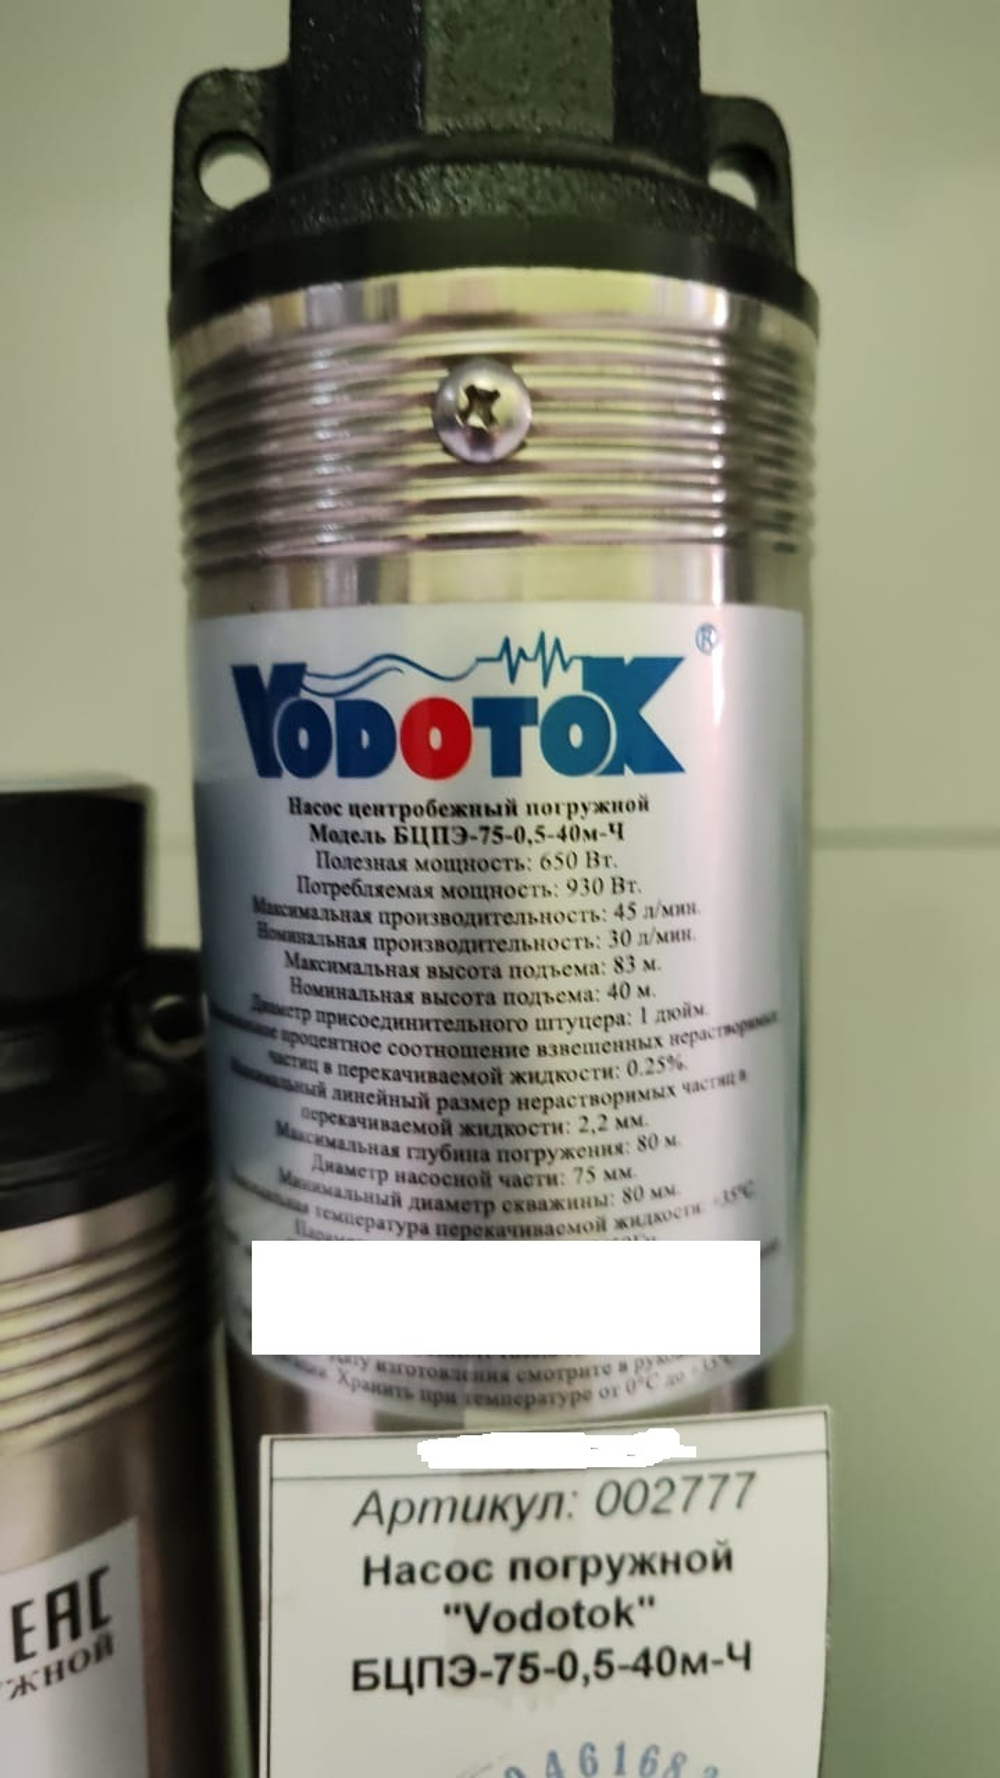 VODOTOK ®
Насос центробежный погружной
Модель БЦПЭ-75-0,5-40м-Ч
Полезная мощность: 650 Вт.
Потребляемая мощность: 930 Вт.
Максимальная производительность: 45 л/мин.
Номинальная производительность: 30 л/мин.
Максимальная высота подъема: 83 м.
Номинальная высота подъема: 40 м.
Диаметр присоединительного штуцера: 1 дюйм.
процентное соотношение взвешенных нерастворимых
частиц в перекачиваемой жидкости: 0.25%.
линейный размер нерастворимых частиц в
перекачиваемой жидкости: 2,2 мм.
Максимальная глубина погружения: 80 м.
Диаметр насосной части: 75 мм.
Минимальный диаметр скважины: 80 мм.
температура перекачиваемой жидкости: +35°С
дату изготовления смотрите в
Хранить при температуре от 0°С до +35°С
Артикул: 002777
Насос погружной
"Vodotok"
БЦПЭ-75-0,5-40м-Ч
EAC